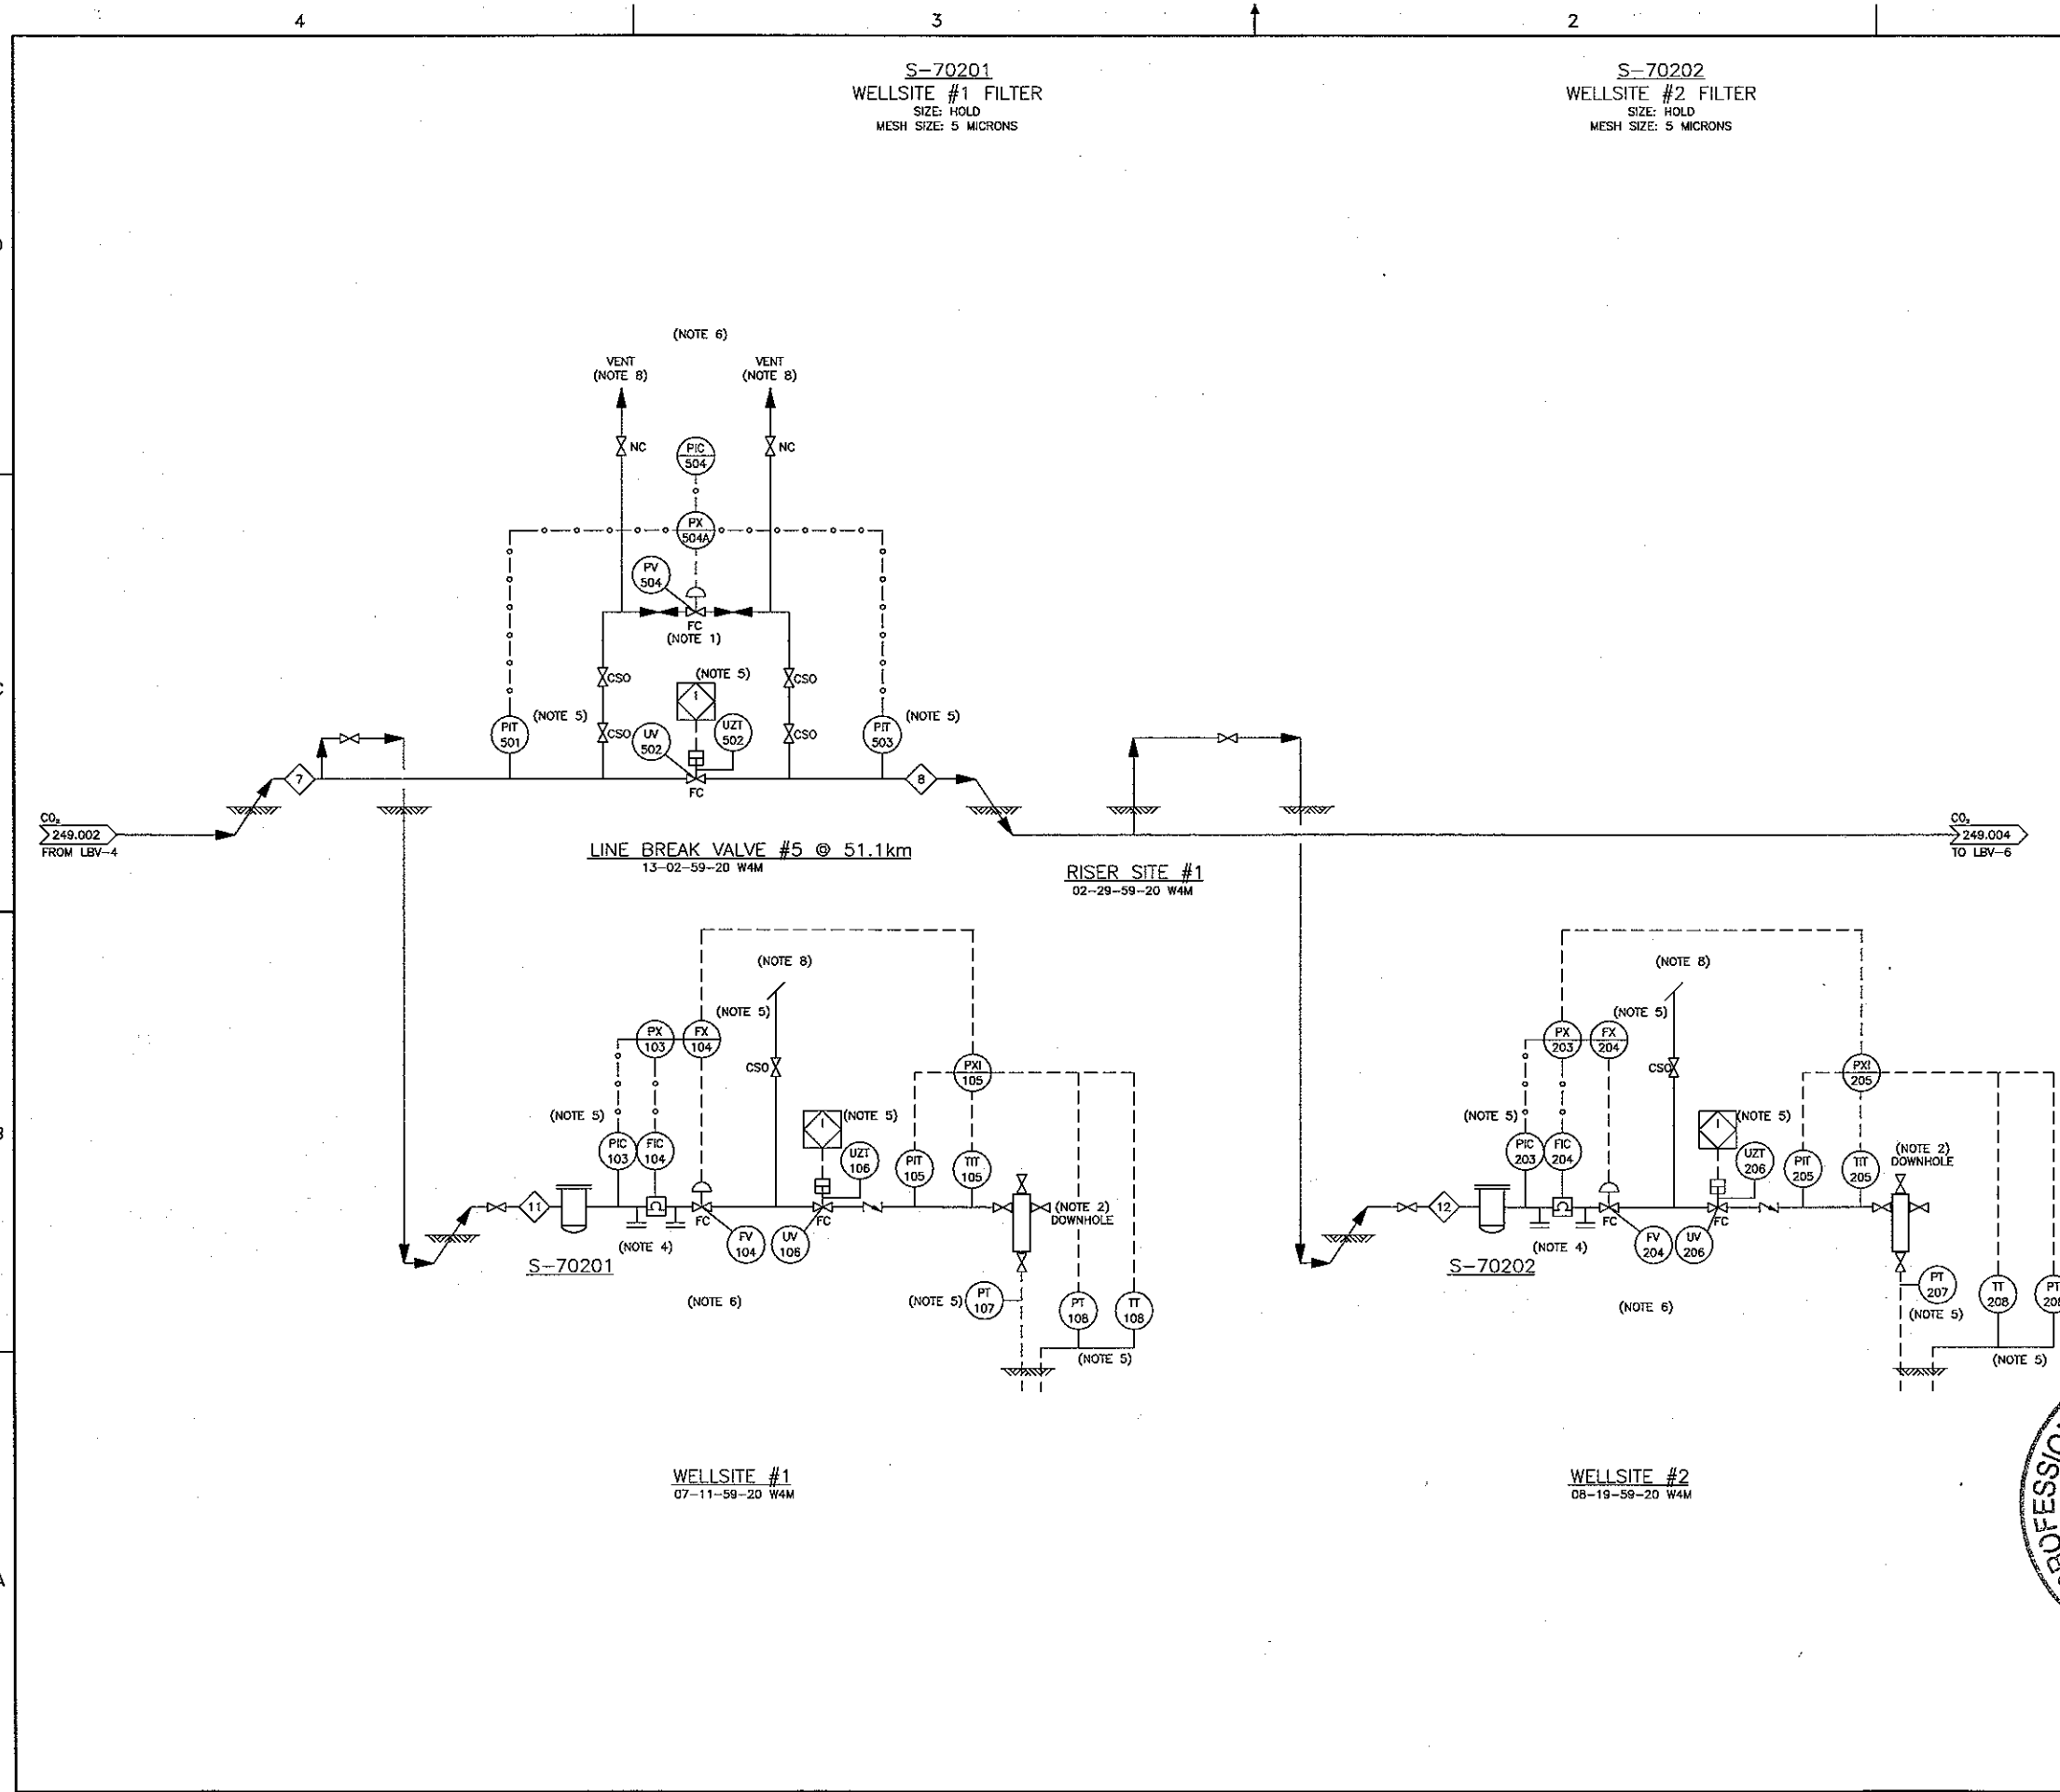 4
3
2
S-70201
WELLSITE #1 FILTER
SIZE: HOLD
MESH SIZE: 5 MICRONS
S-70202
WELLSITE #2 FILTER
SIZE: HOLD
MESH SIZE: 5 MICRONS
(NOTE 6)
VENT
(NOTE 8)
VENT
(NOTE 8)
NC
PIC
504
NC
PX
504A
PV
504
FC
(NOTE 1)
CSO
(NOTE 5)
CSO
PIT
501
(NOTE 5)
CSO
UV
502
1
UZT
502
CSO
PIT
503
(NOTE 5)
7
FC
8
CO₂
249.002
FROM LBV-4
LINE BREAK VALVE #5 @ 51.1km
13-02-59-20 W4M
RISER SITE #1
02-29-59-20 W4M
CO₂
249.004
TO LBV-6
C
(NOTE 8)
(NOTE 5)
PX
103
FX
104
CSO
PXI
105
(NOTE 5)
PIC
103
FIC
104
I
(NOTE 5)
UZT
106
PIT
105
TIT
105
11
FC
FC
(NOTE 2)
DOWNHOLE
(NOTE 4)
FV
104
UV
106
S-70201
(NOTE 6)
(NOTE 5)
PT
107
PT
108
TT
108
(NOTE 5)
WELLSITE #1
07-11-59-20 W4M
(NOTE 8)
(NOTE 5)
PX
203
FX
204
CSO
PXI
205
(NOTE 5)
PIC
203
FIC
204
I
(NOTE 5)
UZT
206
PIT
205
TIT
205
(NOTE 2)
DOWNHOLE
12
FC
FC
(NOTE 4)
FV
204
UV
206
S-70202
(NOTE 6)
PT
207
(NOTE 5)
TT
208
PT
(NOTE 5)
WELLSITE #2
08-19-59-20 W4M
A